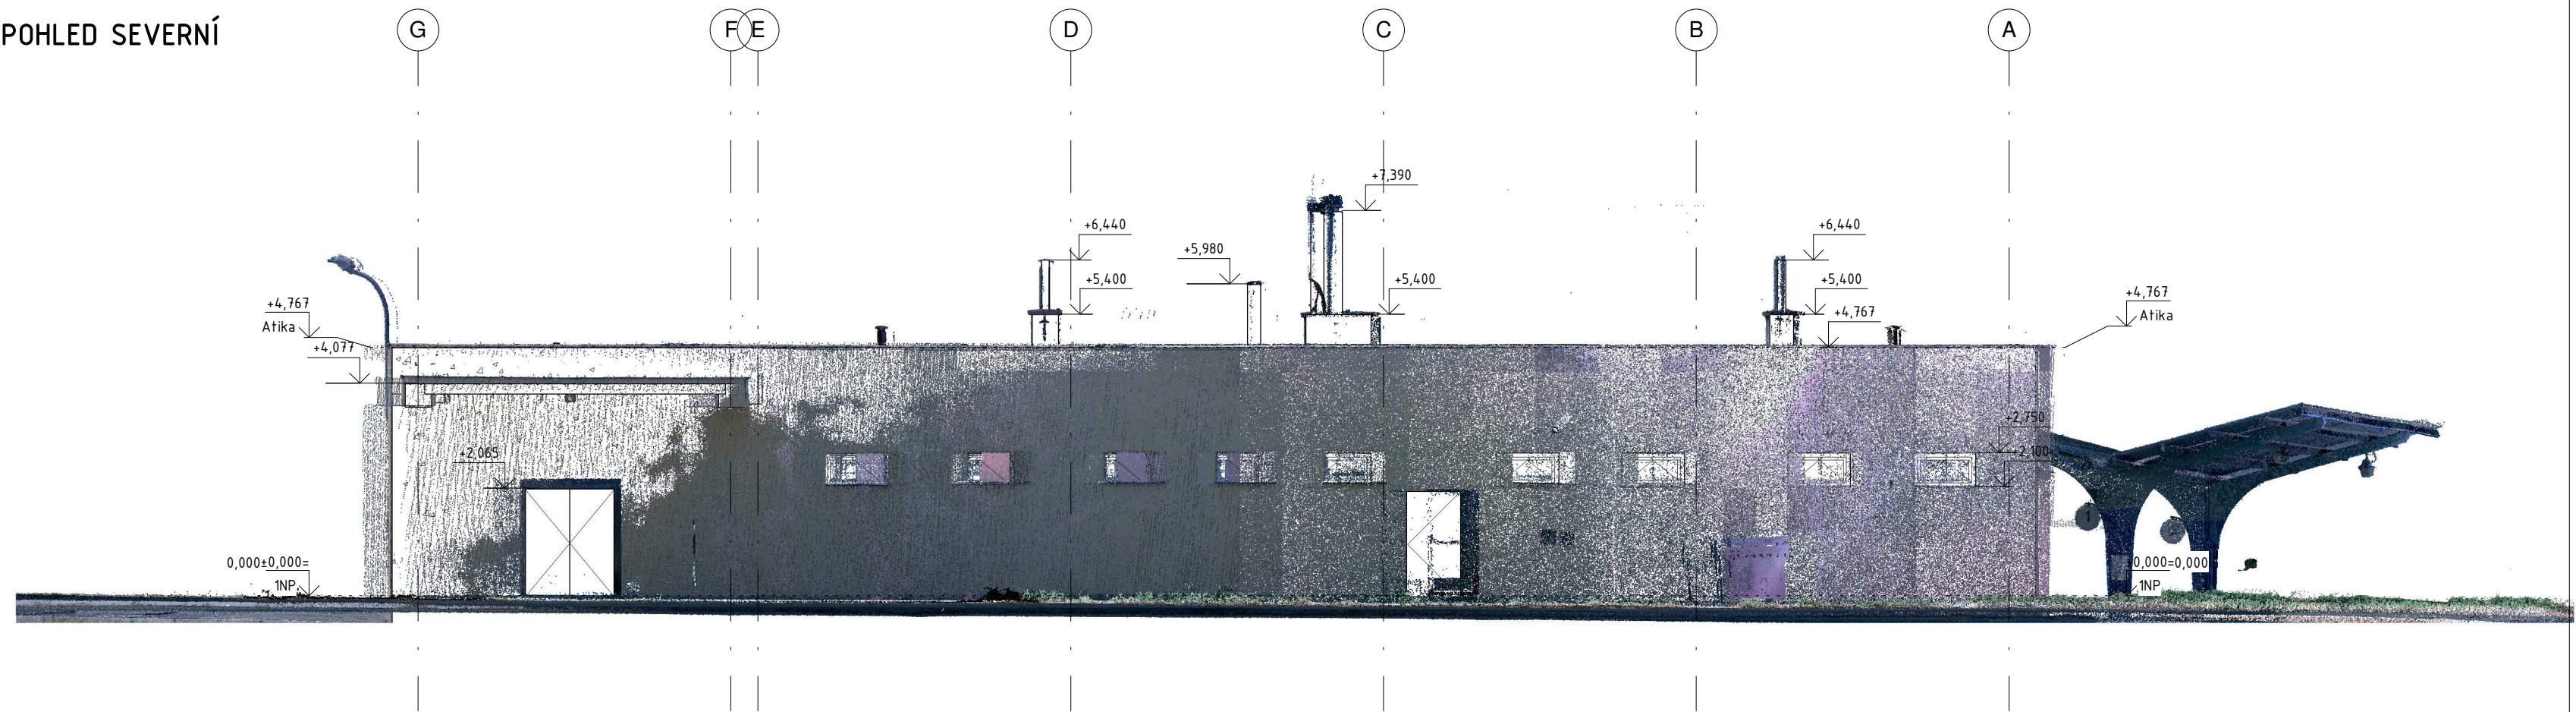 POHLED SEVERNÍ
G
F
E
D
C
B
A
+7,390
+6,440
+5,980
+5,400
+5,400
+6,440
+5,400
+4,767
+4,767
Atika
+4,767
Atika
+4,077
+2,750
+2,100
+2,065
0,000±0,000=
1NP
±0,000=0,000
1NP